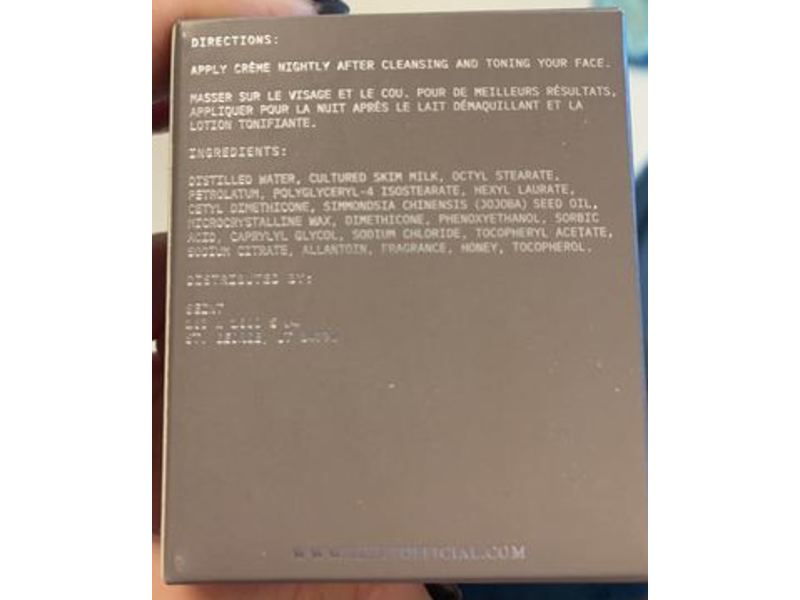 DIRECTIONS:
APPLY CRÈME NIGHTLY AFTER CLEANSING AND TONING YOUR FACE.
MASSER SUR LE VISAGE ET LE COU. POUR DE MEILLEURS RÉSULTATS,
APPLIQUER POUR LA NUIT APRÈS LE LAIT DÉMAQUILLANT ET LA
LOTION TONIFIANTE.
INGREDIENTS:
DISTILLED WATER, CULTURED SKIM MILK, OCTYL STEARATE,
PETROLATUM, POLYGLYCERYL-4 ISOSTEARATE, HEXYL LAURATE,
CETYL DIMETHICONE, SIMMONDSIA CHINENSIS (JOJOBA) SEED OIL,
MICROCRYSTALLINE WAX, DIMETHICONE, PHENOXYETHANOL, SORBIC
ACID, CAPRYLYL GLYCOL, SODIUM CHLORIDE, TOCOPHERYL ACETATE,
SODIUM CITRATE, ALLANTOIN, FRAGRANCE, HONEY, TOCOPHEROL.
DISTRIBUTED BY:
SEINT